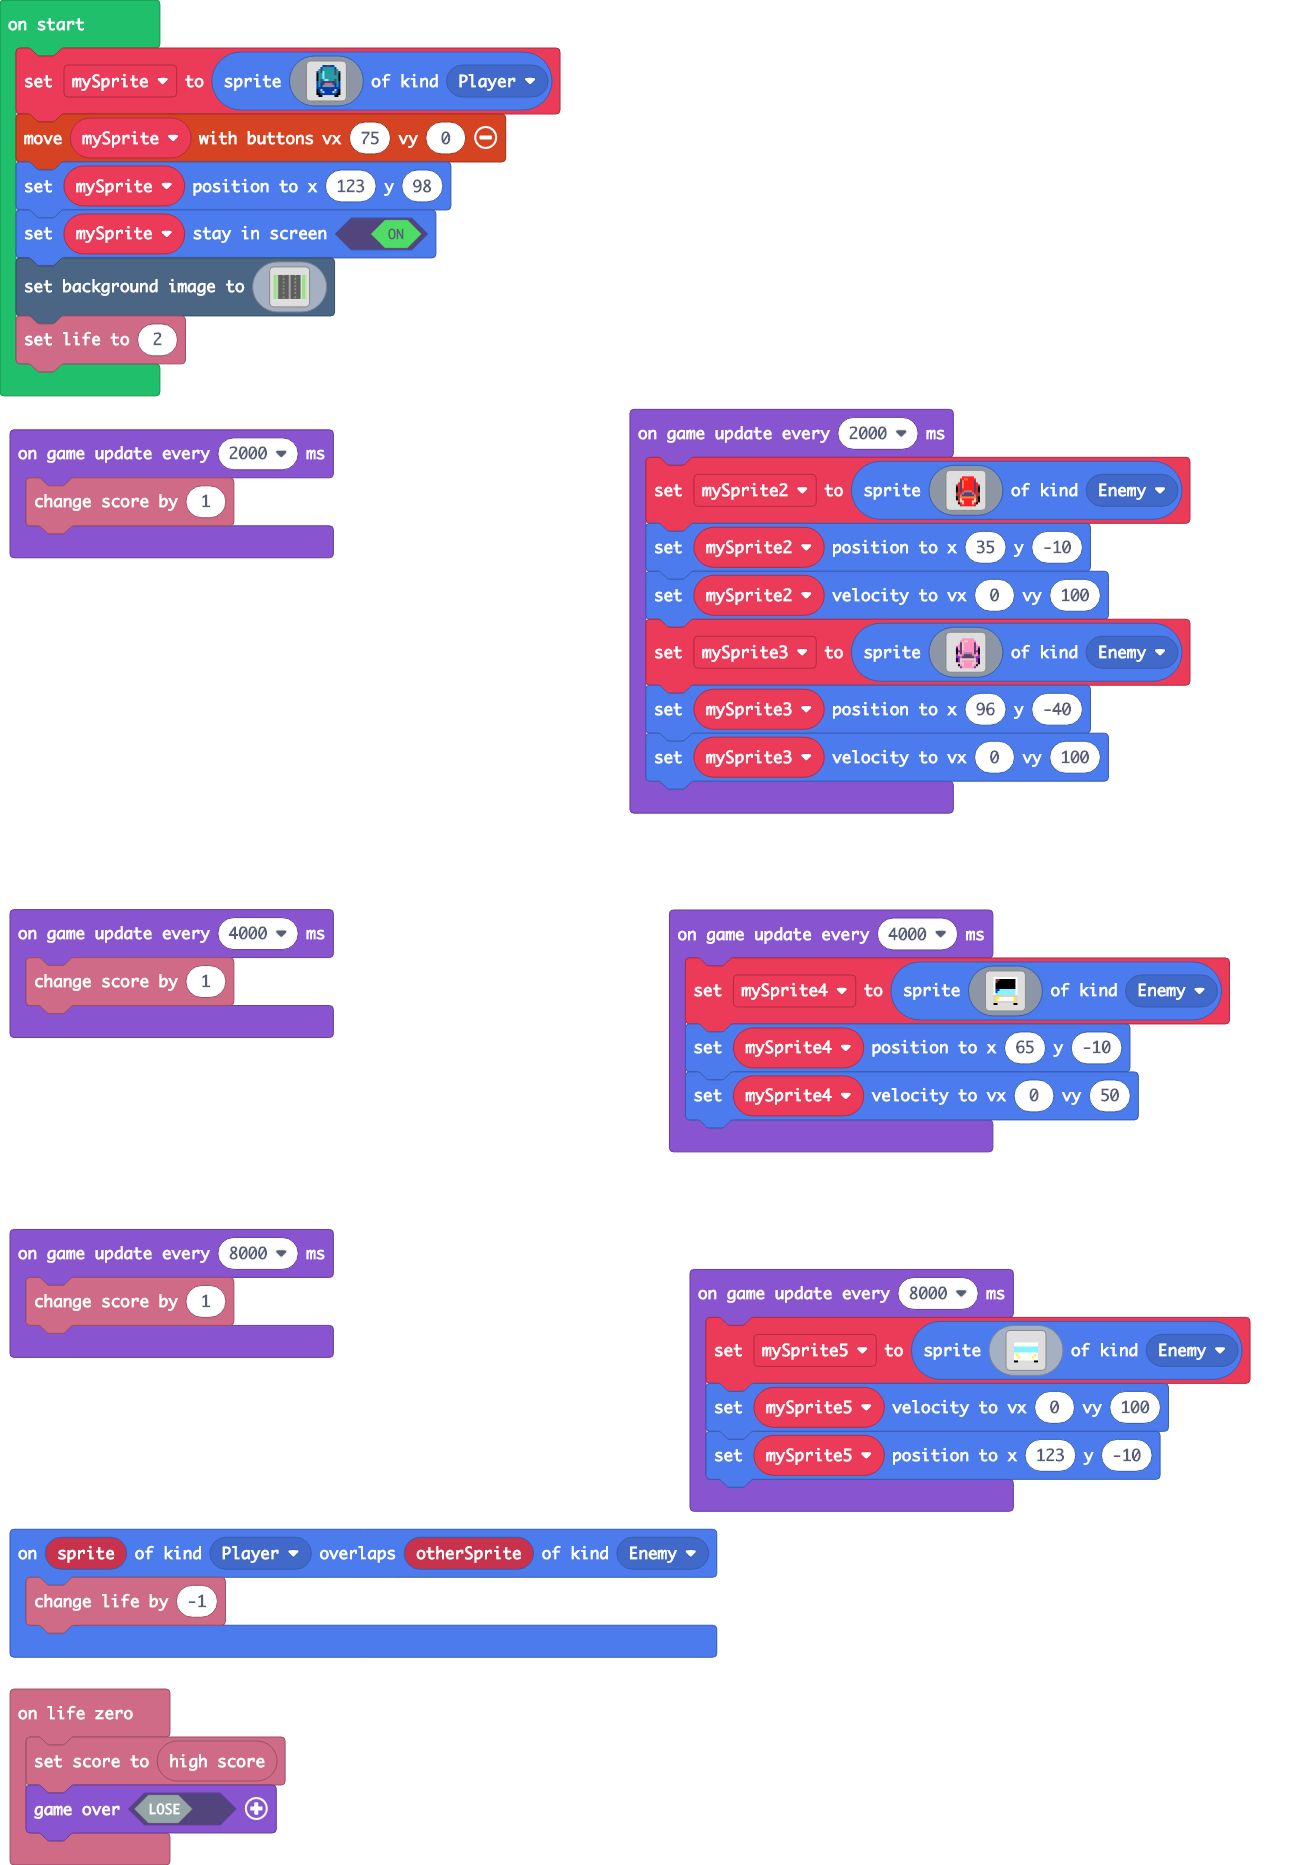 on start
set mySprite to sprite of kind Player
move mySprite with buttons vx 75 vy 0
set mySprite position to x 123 y 98
set mySprite stay in screen ON
set background image to
set life to 2
on game update every 2000 ms
change score by 1
on game update every 2000 ms
set mySprite2 to sprite of kind Enemy
set mySprite2 position to x 35 y -10
set mySprite2 velocity to vx 0 vy 100
set mySprite3 to sprite of kind Enemy
set mySprite3 position to x 96 y -40
set mySprite3 velocity to vx 0 vy 100
on game update every 4000 ms
change score by 1
on game update every 4000 ms
set mySprite4 to sprite of kind Enemy
set mySprite4 position to x 65 y -10
set mySprite4 velocity to vx 0 vy 50
on game update every 8000 ms
change score by 1
on game update every 8000 ms
set mySprite5 to sprite of kind Enemy
set mySprite5 velocity to vx 0 vy 100
set mySprite5 position to x 123 y -10
on sprite of kind Player overlaps otherSprite of kind Enemy
change life by -1
on life zero
set score to high score
game over LOSE